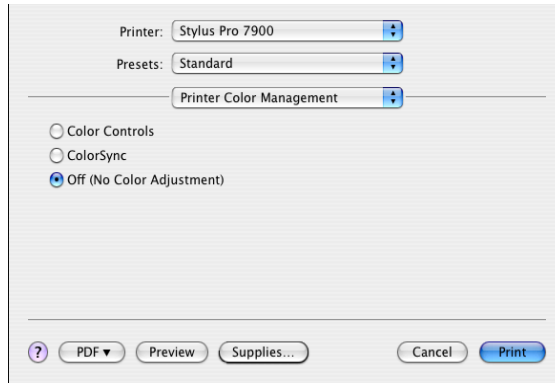 Printer: Stylus Pro 7900
Presets: Standard
Printer Color Management
Color Controls
ColorSync
Off (No Color Adjustment)
? PDF▼ Preview Supplies... Cancel Print